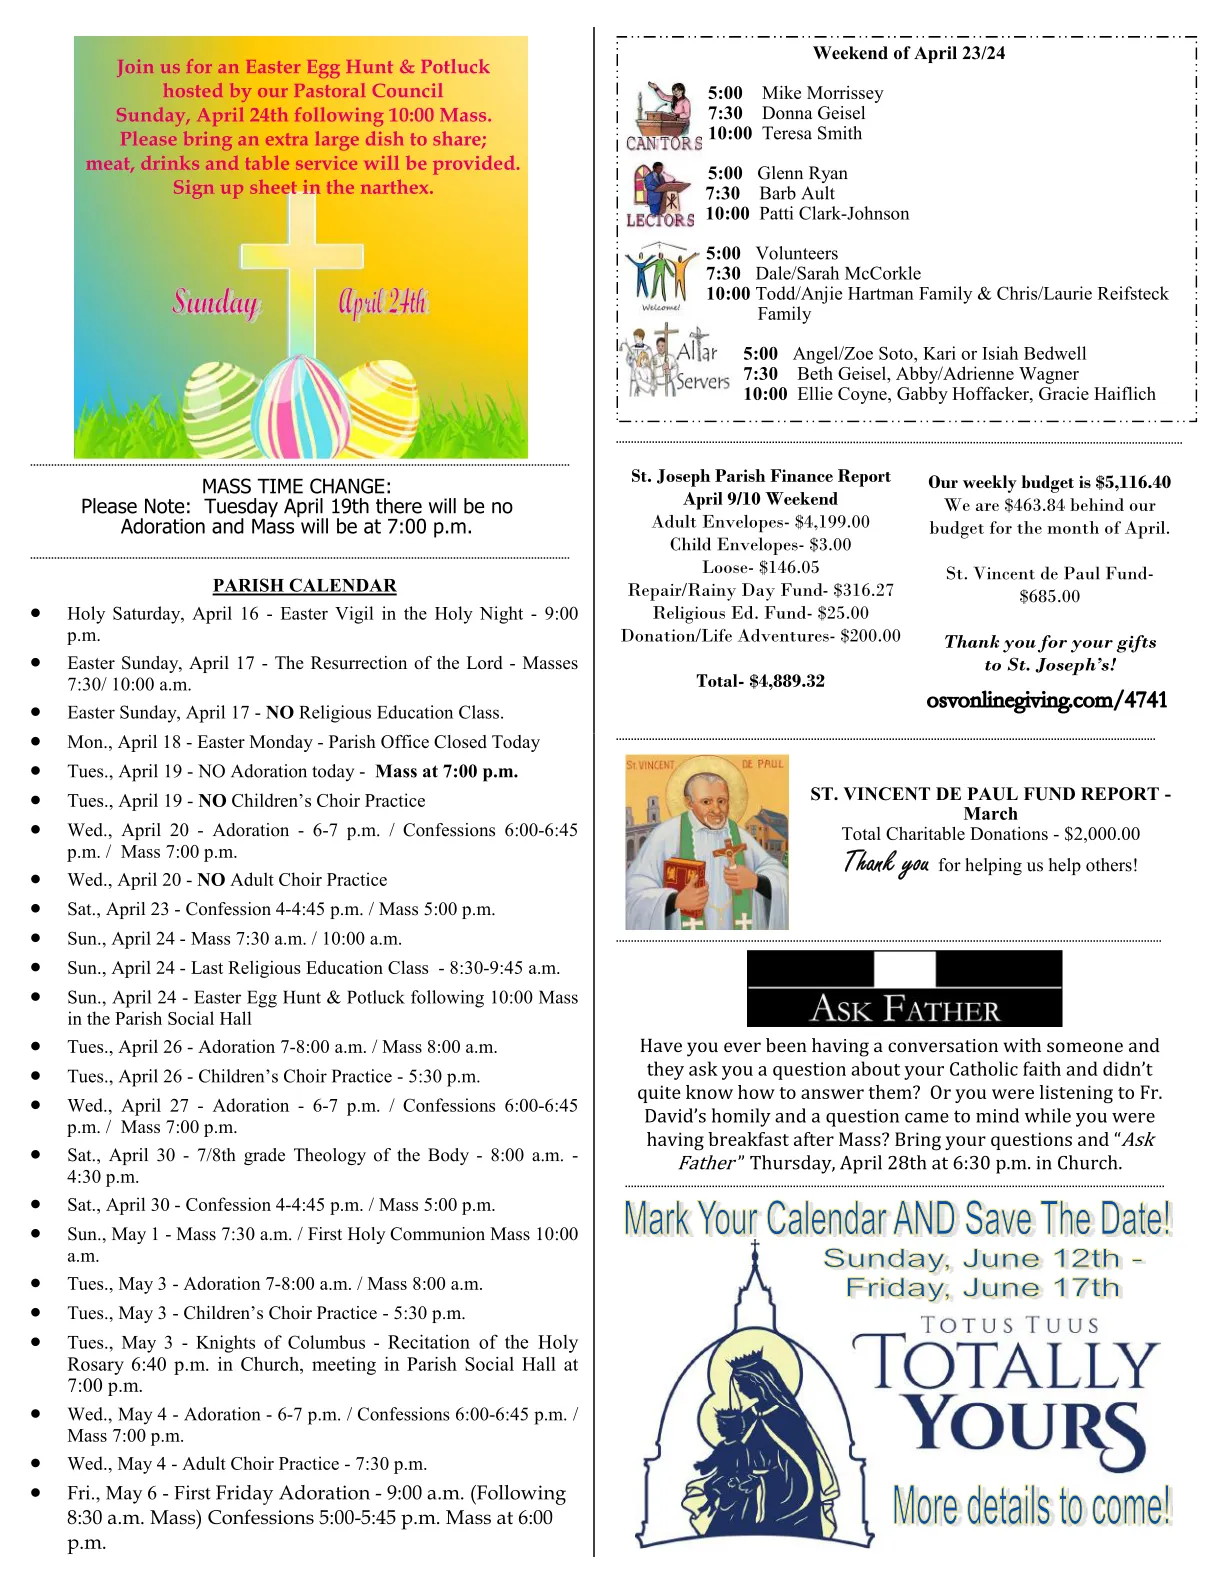 Join us for an Easter Egg Hunt & Potluck
hosted by our Pastoral Council
Sunday, April 24th following 10:00 Mass.
Please bring an extra large dish to share;
meat, drinks and table service will be provided.
Sign up sheet in the narthex.
Sunday April 24th
MASS TIME CHANGE:
Please Note:  Tuesday April 19th there will be no
Adoration and Mass will be at 7:00 p.m.
PARISH CALENDAR
• Holy Saturday, April 16 - Easter Vigil in the Holy Night - 9:00
p.m.
• Easter Sunday, April 17 - The Resurrection of the Lord - Masses
7:30/ 10:00 a.m.
• Easter Sunday, April 17 - NO Religious Education Class.
• Mon., April 18 - Easter Monday - Parish Office Closed Today
• Tues., April 19 - NO Adoration today -  Mass at 7:00 p.m.
• Tues., April 19 - NO Children’s Choir Practice
• Wed., April 20 - Adoration - 6-7 p.m. / Confessions 6:00-6:45
p.m. /  Mass 7:00 p.m.
• Wed., April 20 - NO Adult Choir Practice
• Sat., April 23 - Confession 4-4:45 p.m. / Mass 5:00 p.m.
• Sun., April 24 - Mass 7:30 a.m. / 10:00 a.m.
• Sun., April 24 - Last Religious Education Class  - 8:30-9:45 a.m.
• Sun., April 24 - Easter Egg Hunt & Potluck following 10:00 Mass
in the Parish Social Hall
• Tues., April 26 - Adoration 7-8:00 a.m. / Mass 8:00 a.m.
• Tues., April 26 - Children’s Choir Practice - 5:30 p.m.
• Wed., April 27 - Adoration - 6-7 p.m. / Confessions 6:00-6:45
p.m. /  Mass 7:00 p.m.
• Sat., April 30 - 7/8th grade Theology of the Body - 8:00 a.m. -
4:30 p.m.
• Sat., April 30 - Confession 4-4:45 p.m. / Mass 5:00 p.m.
• Sun., May 1 - Mass 7:30 a.m. / First Holy Communion Mass 10:00
a.m.
• Tues., May 3 - Adoration 7-8:00 a.m. / Mass 8:00 a.m.
• Tues., May 3 - Children’s Choir Practice - 5:30 p.m.
• Tues., May 3 - Knights of Columbus - Recitation of the Holy
Rosary 6:40 p.m. in Church, meeting in Parish Social Hall at
7:00 p.m.
• Wed., May 4 - Adoration - 6-7 p.m. / Confessions 6:00-6:45 p.m. /
Mass 7:00 p.m.
• Wed., May 4 - Adult Choir Practice - 7:30 p.m.
• Fri., May 6 - First Friday Adoration - 9:00 a.m. (Following
8:30 a.m. Mass) Confessions 5:00-5:45 p.m. Mass at 6:00
p.m.
Weekend of April 23/24
CANTORS
5:00 Mike Morrissey
7:30 Donna Geisel
10:00 Teresa Smith
LECTORS
5:00 Glenn Ryan
7:30 Barb Ault
10:00 Patti Clark-Johnson
Welcome!
5:00 Volunteers
7:30 Dale/Sarah McCorkle
10:00 Todd/Anjie Hartman Family & Chris/Laurie Reifsteck
Family
Altar
Servers
5:00 Angel/Zoe Soto, Kari or Isiah Bedwell
7:30 Beth Geisel, Abby/Adrienne Wagner
10:00 Ellie Coyne, Gabby Hoffacker, Gracie Haiflich
St. Joseph Parish Finance Report
April 9/10 Weekend
Adult Envelopes- $4,199.00
Child Envelopes- $3.00
Loose- $146.05
Repair/Rainy Day Fund- $316.27
Religious Ed. Fund- $25.00
Donation/Life Adventures- $200.00
Total- $4,889.32
Our weekly budget is $5,116.40
We are $463.84 behind our
budget for the month of April.
St. Vincent de Paul Fund-
$685.00
Thank you for your gifts
to St. Joseph’s!
osvonlinegiving.com/4741
St. VINCENT DE PAUL
ST. VINCENT DE PAUL FUND REPORT -
March
Total Charitable Donations - $2,000.00
Thank you for helping us help others!
ASK FATHER
Have you ever been having a conversation with someone and
they ask you a question about your Catholic faith and didn’t
quite know how to answer them?  Or you were listening to Fr.
David’s homily and a question came to mind while you were
having breakfast after Mass? Bring your questions and “Ask
Father” Thursday, April 28th at 6:30 p.m. in Church.
Mark Your Calendar AND Save The Date!
Sunday, June 12th -
Friday, June 17th
TOTUS TUUS
TOTALLY
YOURS
More details to come!